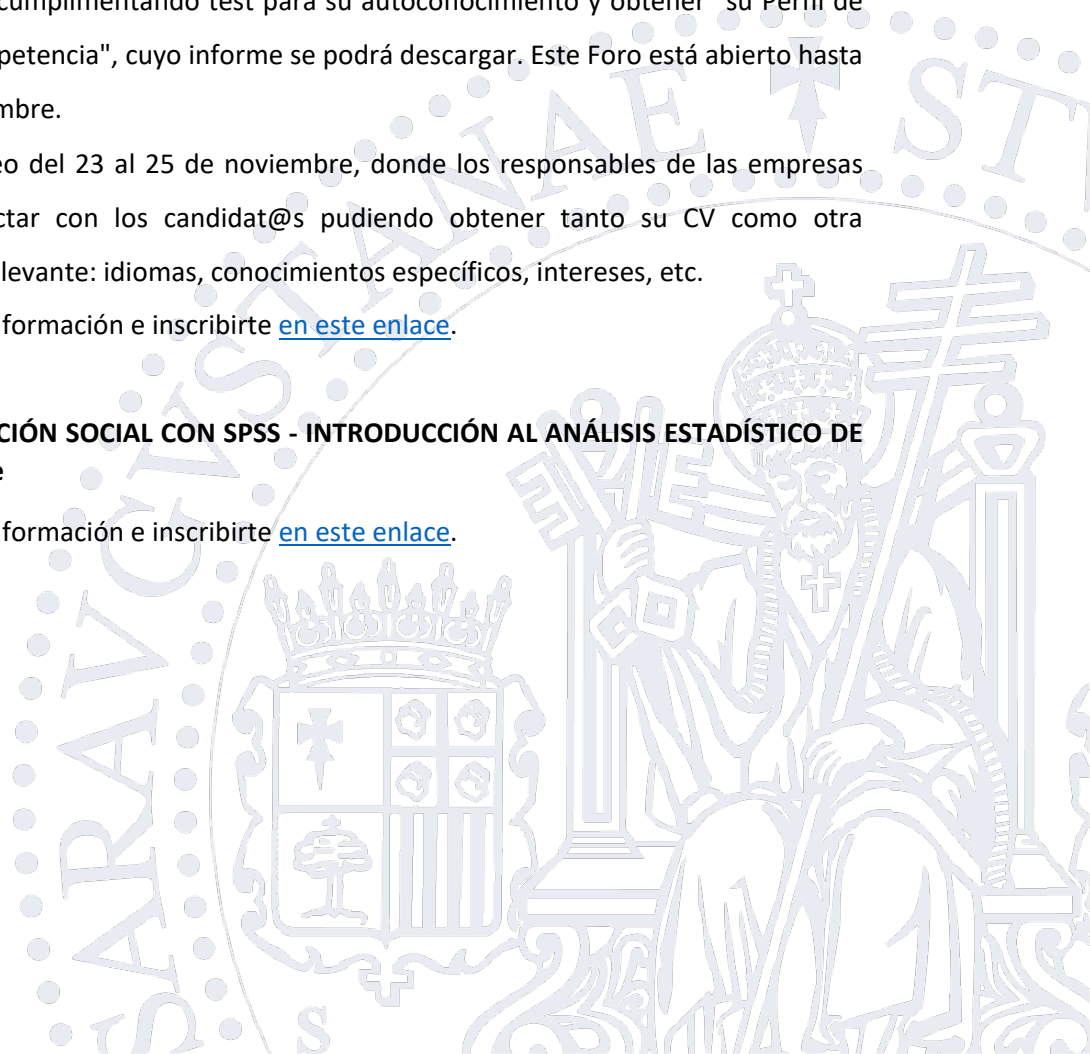 cumplimentando test para su autoconocimiento y obtener "su Perfil de
petencia", cuyo informe se podrá descargar. Este Foro está abierto hasta
mbre.
eo del 23 al 25 de noviembre, donde los responsables de las empresas
ctar con los candidat@s pudiendo obtener tanto su CV como otra
levante: idiomas, conocimientos específicos, intereses, etc.
formación e inscribirte en este enlace.
CIÓN SOCIAL CON SPSS - INTRODUCCIÓN AL ANÁLISIS ESTADÍSTICO DE
e
formación e inscribirte en este enlace.
SARAVGVSTANAE ST
S